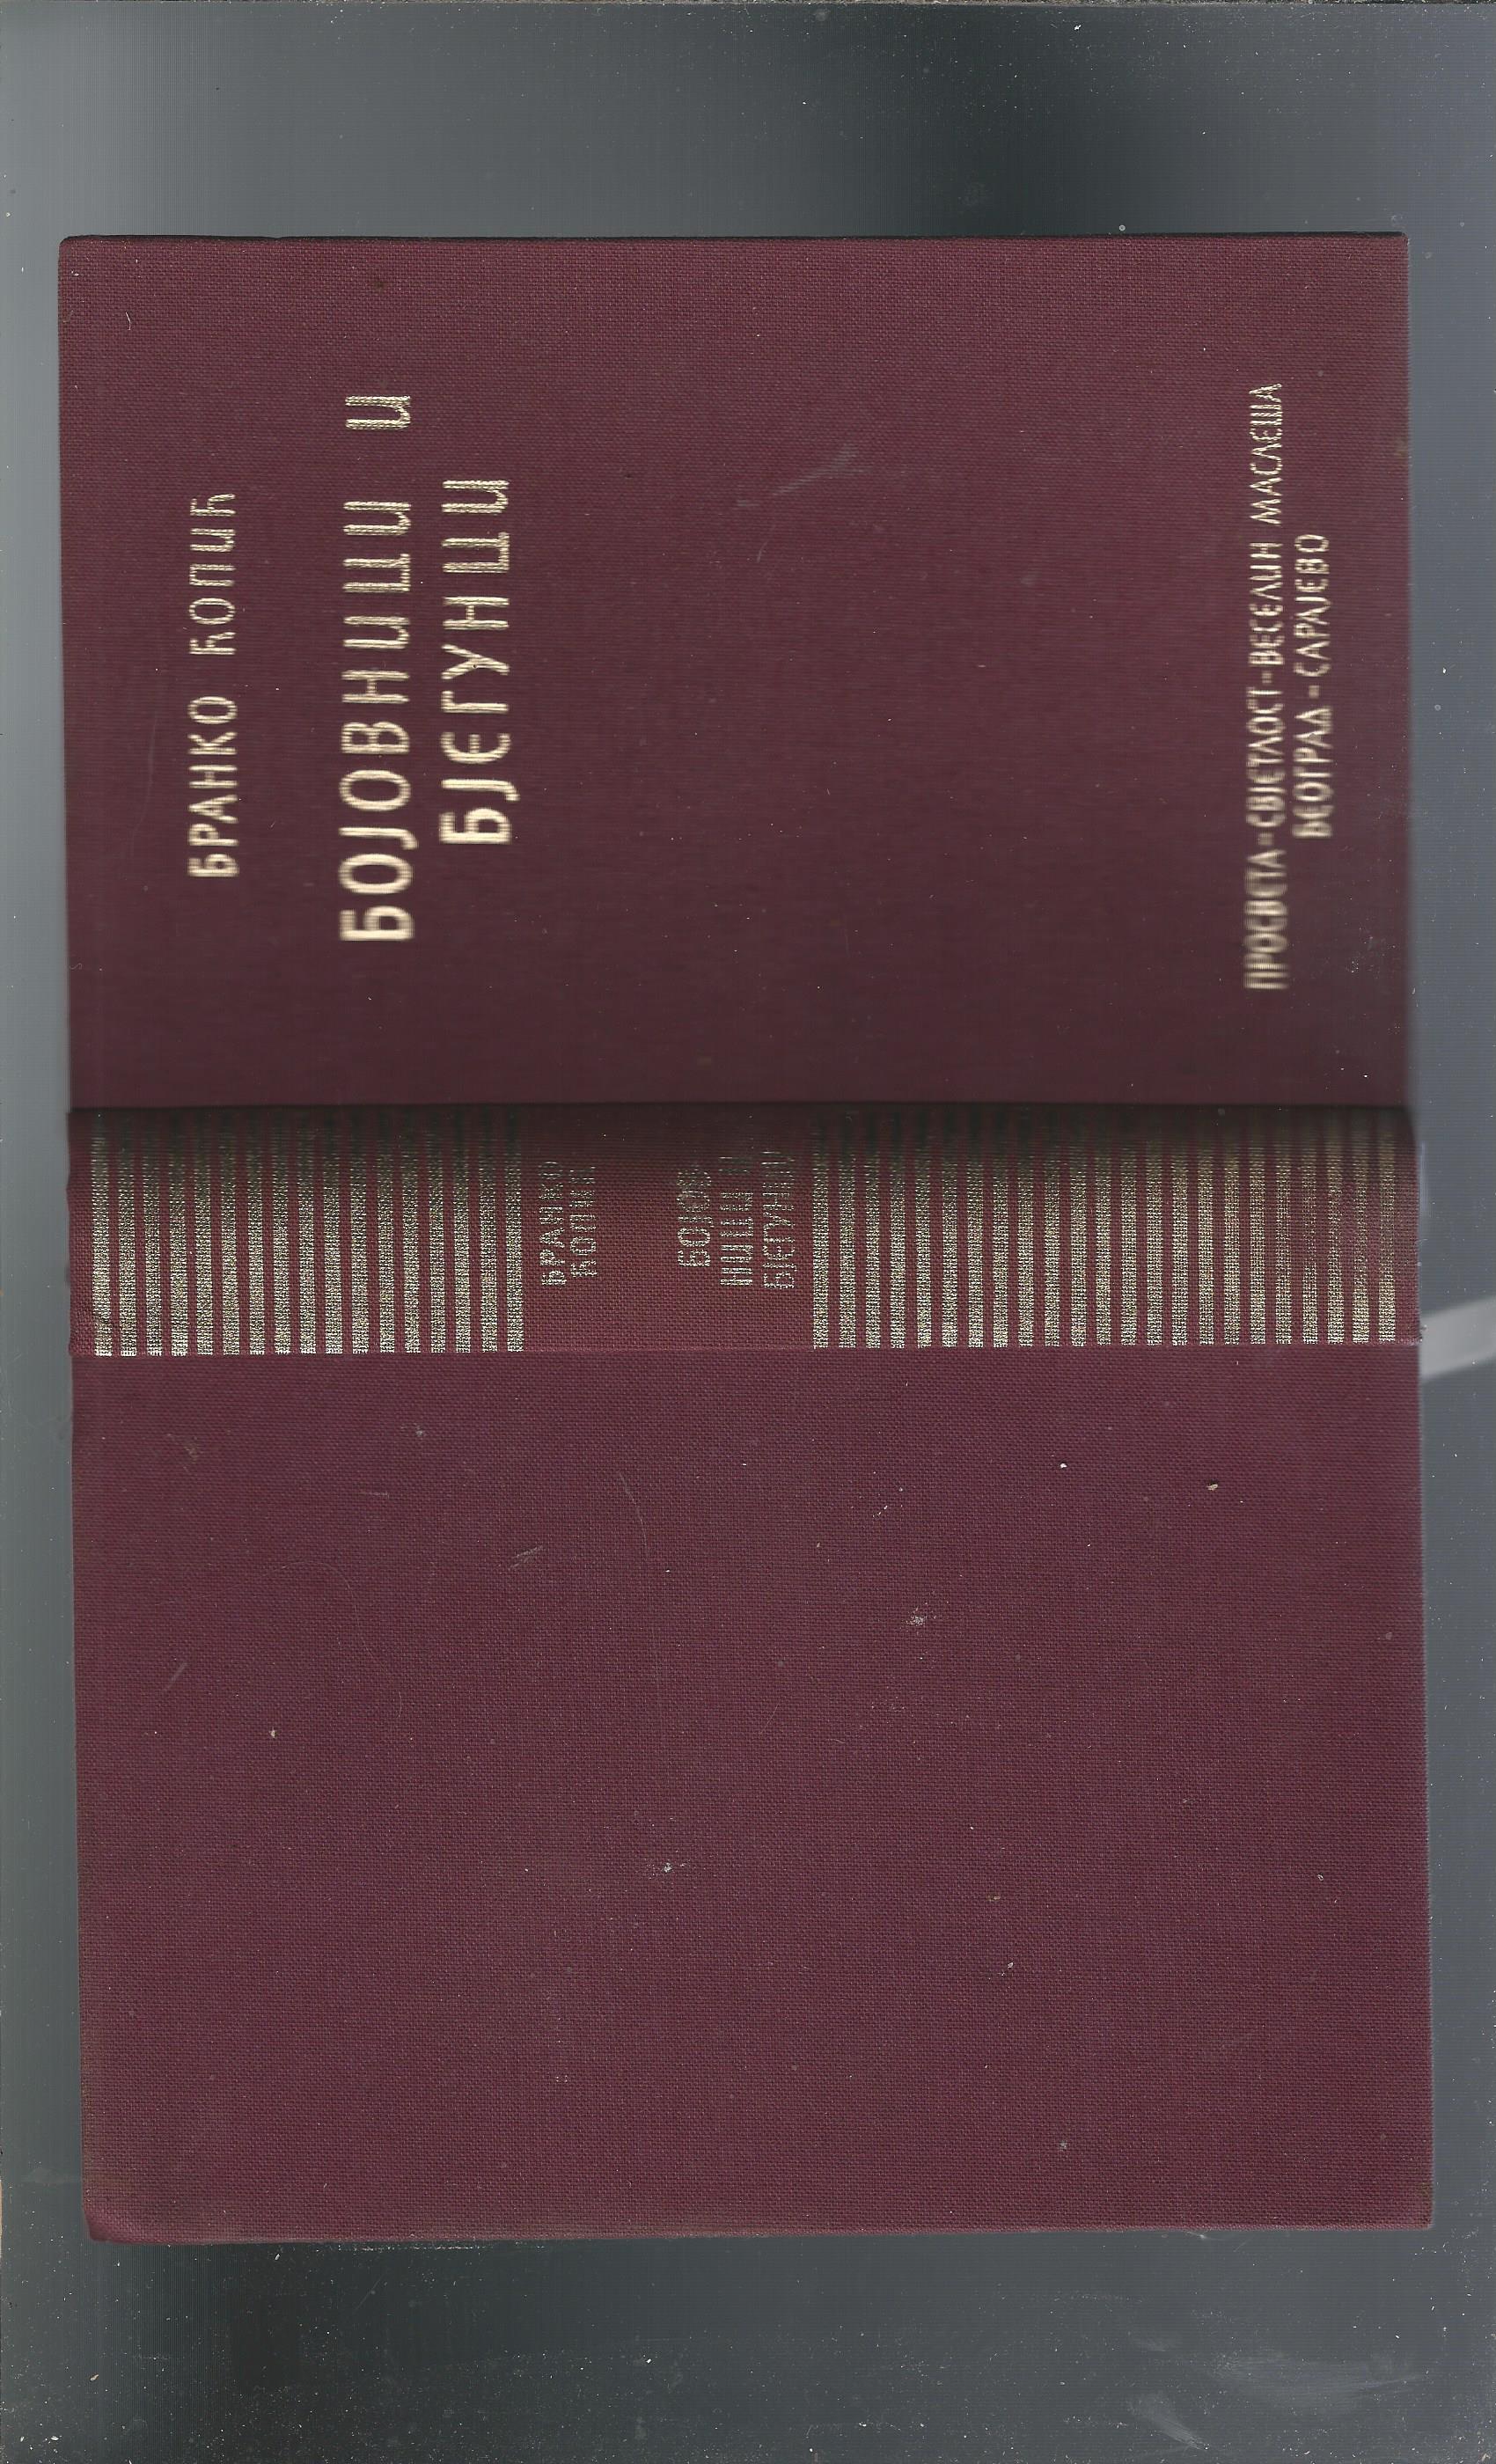 БРАНКО ЋОПИЋ
БОЈОВНИЦИ И
БЈЕГУНЦИ
ПРОСВЕТА-СВЈЕТЛОСТ-ВЕСЕЛИН МАСЛЕША
БЕОГРАД - САРАЈЕВО
БРАНКО
ЋОПИЋ
БОЈОВ-
НИЦИ И
БЈЕГУНЦИ